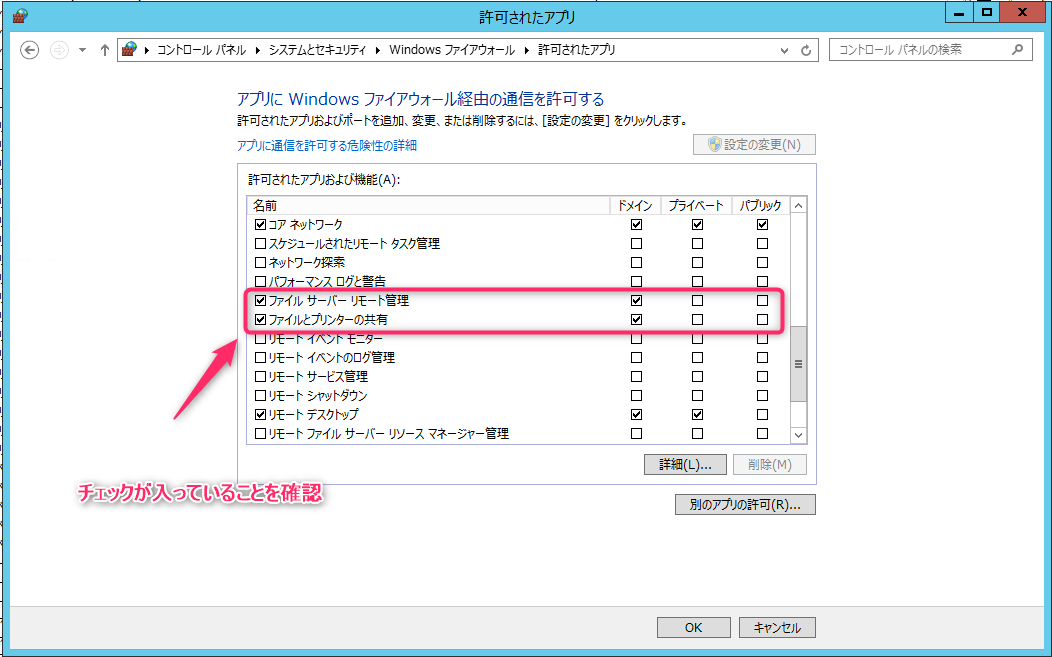 許可されたアプリ
コントロール パネル ▶ システムとセキュリティ ▶ Windows ファイアウォール ▶ 許可されたアプリ
コントロール パネルの検索
アプリに Windows ファイアウォール経由の通信を許可する
許可されたアプリおよびポートを追加、変更、または削除するには、[設定の変更] をクリックします。
アプリに通信を許可する危険性の詳細
設定の変更(N)
許可されたアプリおよび機能(A):
名前 ドメイン プライベート パブリック
コア ネットワーク
スケジュールされたリモート タスク管理
ネットワーク探索
パフォーマンス ログと警告
ファイル サーバー リモート管理
ファイルとプリンターの共有
リモート イベント モニター
リモート イベントのログ管理
リモート サービス管理
リモート シャットダウン
リモート デスクトップ
リモート ファイル サーバー リソース マネージャー管理
詳細(L)... 削除(M)
チェックが入っていることを確認
別のアプリの許可(R)...
OK キャンセル